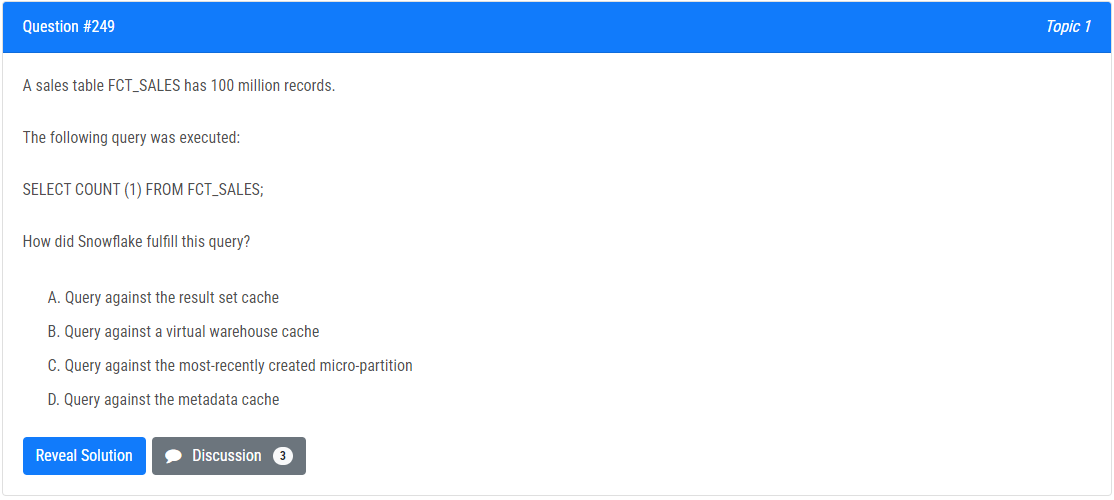 Question #249 Topic 1
A sales table FCT_SALES has 100 million records.
The following query was executed:
SELECT COUNT (1) FROM FCT_SALES;
How did Snowflake fulfill this query?
A. Query against the result set cache
B. Query against a virtual warehouse cache
C. Query against the most-recently created micro-partition
D. Query against the metadata cache
Reveal Solution Discussion 3